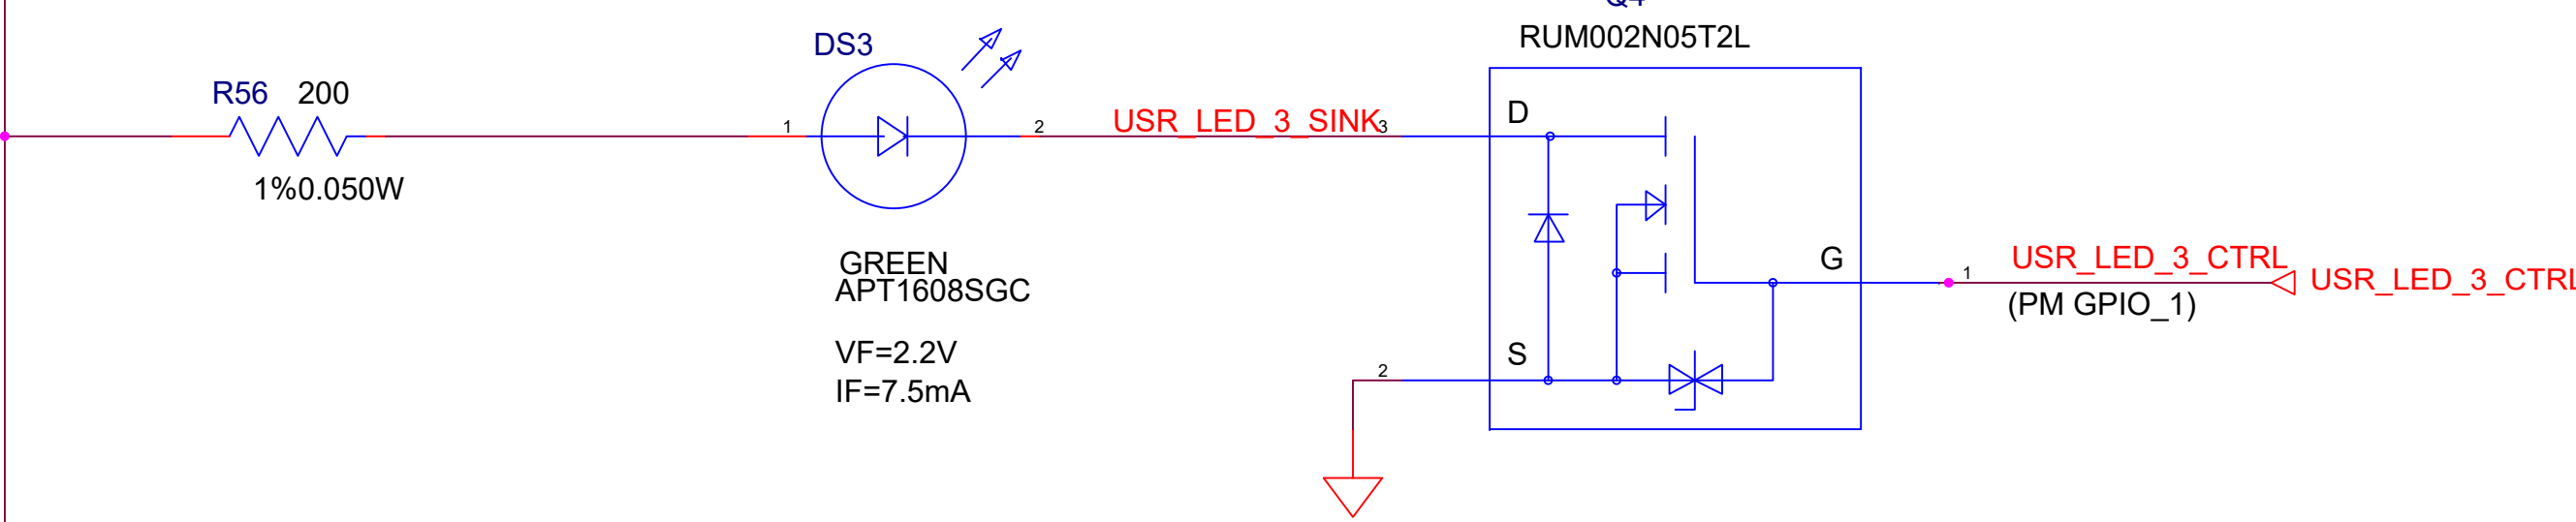 Q4
RUM002N05T2L
DS3
R56 200
1%0.050W
1
2
USR_LED_3_SINK
3
D
GREEN
APT1608SGC
VF=2.2V
IF=7.5mA
G
S
2
1
USR_LED_3_CTRL
(PM GPIO_1)
USR_LED_3_CTRL